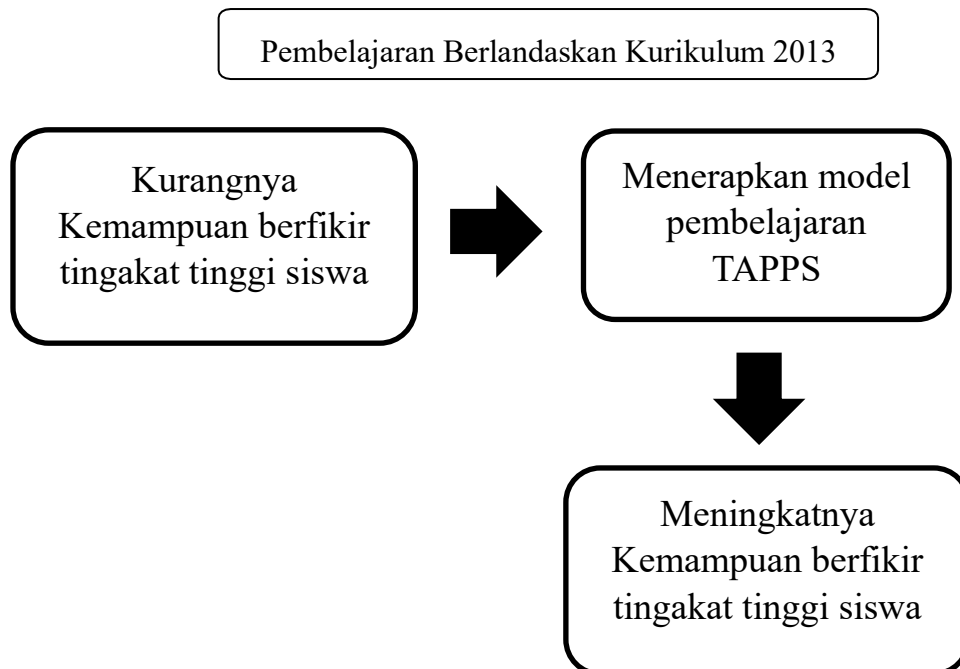 Pembelajaran Berlandaskan Kurikulum 2013
Kurangnya
Kemampuan berfikir
tingakat tinggi siswa
Menerapkan model
pembelajaran
TAPPS
Meningkatnya
Kemampuan berfikir
tingakat tinggi siswa